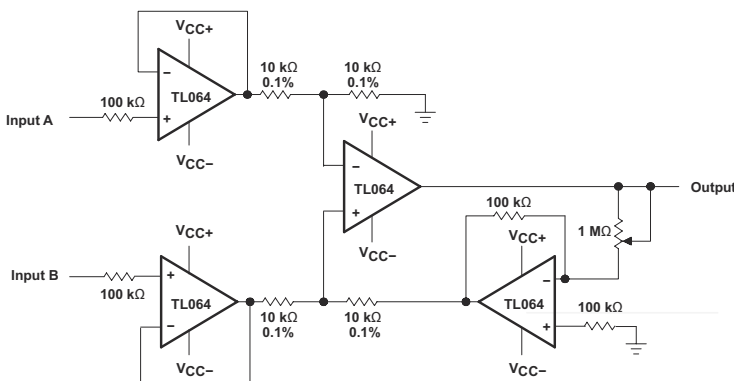 VCC+
10 kΩ
0.1%
10 kΩ
0.1%
100 kΩ
TL064
Input A
VCC−
VCC+
TL064
Output
VCC−
100 kΩ
1 MΩ
VCC+
VCC+
Input B
100 kΩ
TL064
10 kΩ
0.1%
10 kΩ
0.1%
TL064
100 kΩ
VCC−
VCC−
−
+
−
+
+
−
−
+